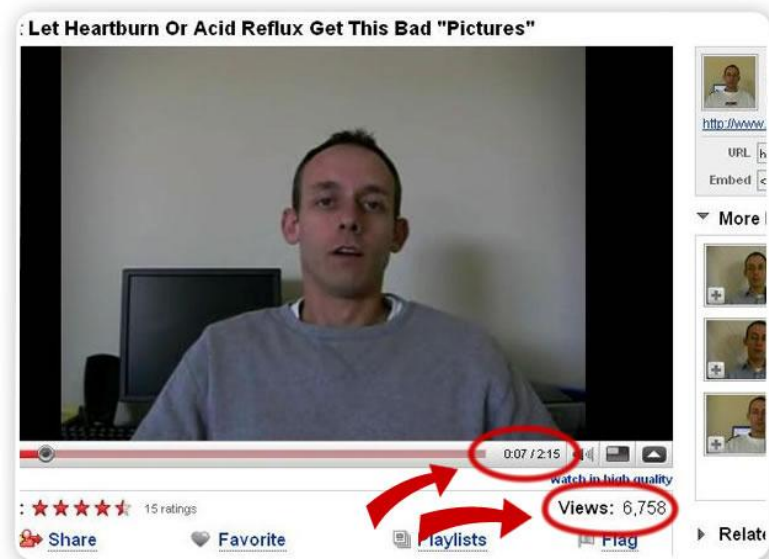 : Let Heartburn Or Acid Reflux Get This Bad "Pictures"
http://www.
URL h
Embed <
More
0:07 / 2:15
watch in high quality
15 ratings
Views: 6,758
Share
Favorite
Playlists
Flag
Relate